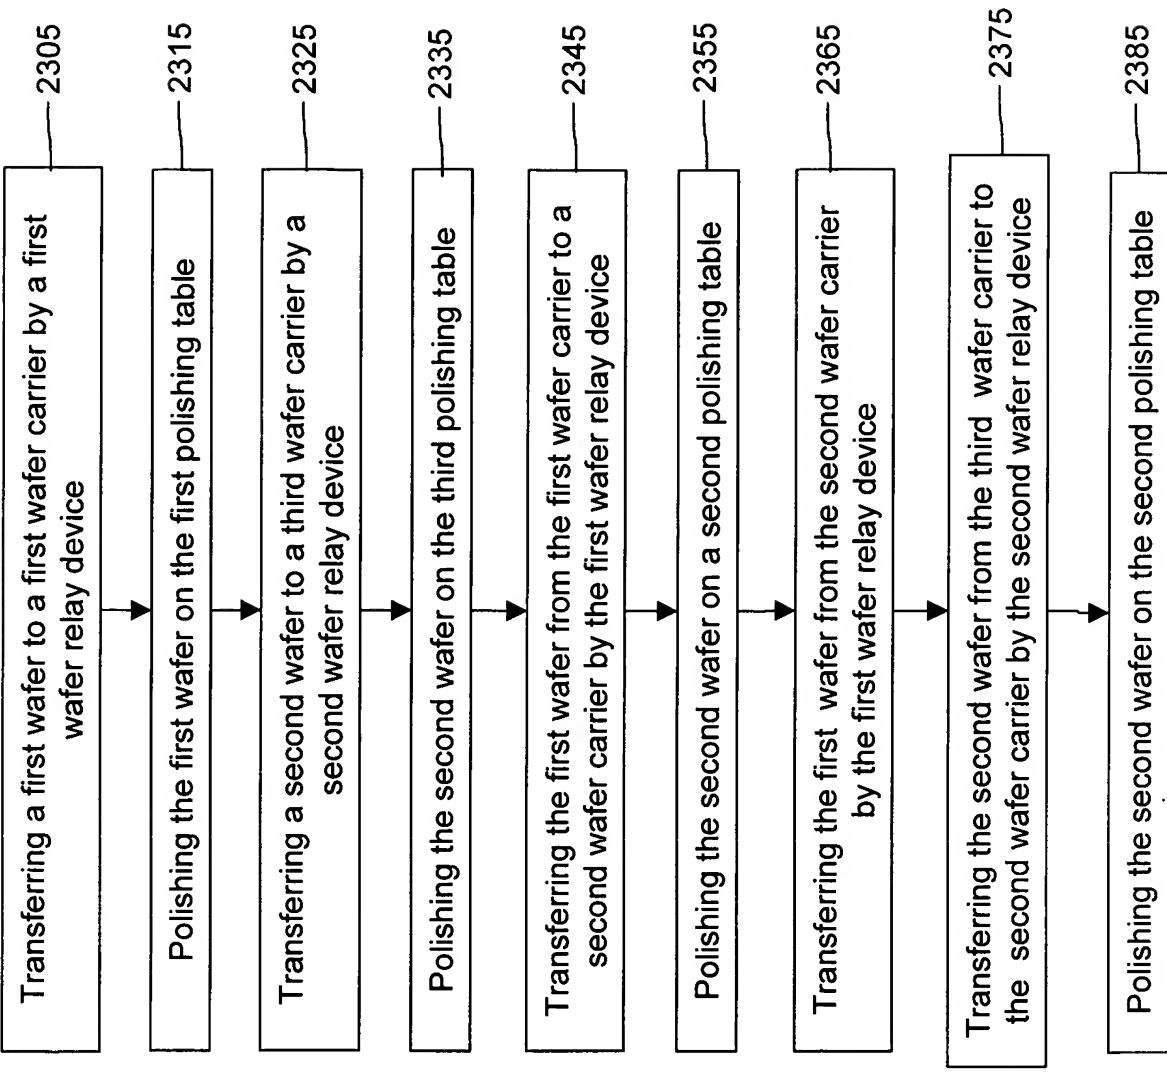 Transferring a first wafer to a first wafer carrier by a first
wafer relay device
2305
Polishing the first wafer on the first polishing table
2315
Transferring a second wafer to a third wafer carrier by a
second wafer relay device
2325
Polishing the second wafer on the third polishing table
2335
Transferring the first wafer from the first wafer carrier to a
second wafer carrier by the first wafer relay device
2345
Polishing the second wafer on a second polishing table
2355
Transferring the first wafer from the second wafer carrier
by the first wafer relay device
2365
Transferring the second wafer from the third wafer carrier to
the second wafer carrier by the second wafer relay device
2375
Polishing the second wafer on the second polishing table
2385